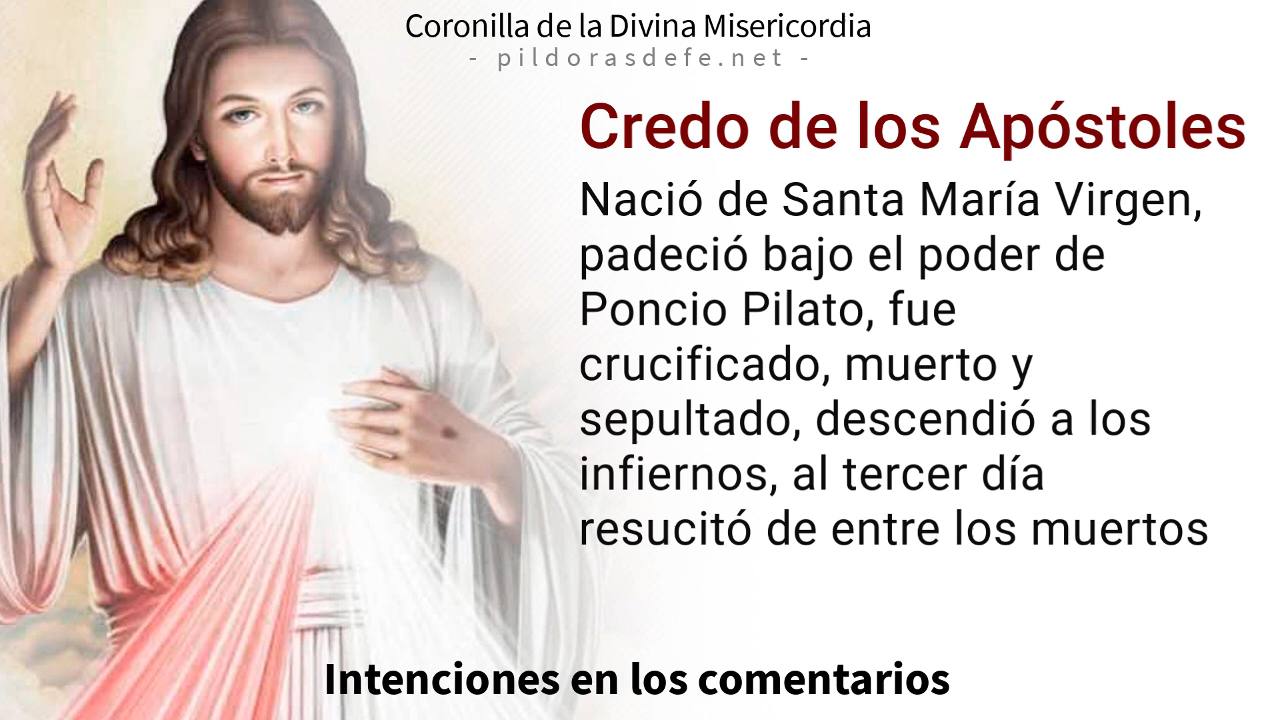 Coronilla de la Divina Misericordia
- pildorasdefe.net -
Credo de los Apóstoles
Nació de Santa María Virgen,
padeció bajo el poder de
Poncio Pilato, fue
crucificado, muerto y
sepultado, descendió a los
infiernos, al tercer día
resucitó de entre los muertos
Intenciones en los comentarios